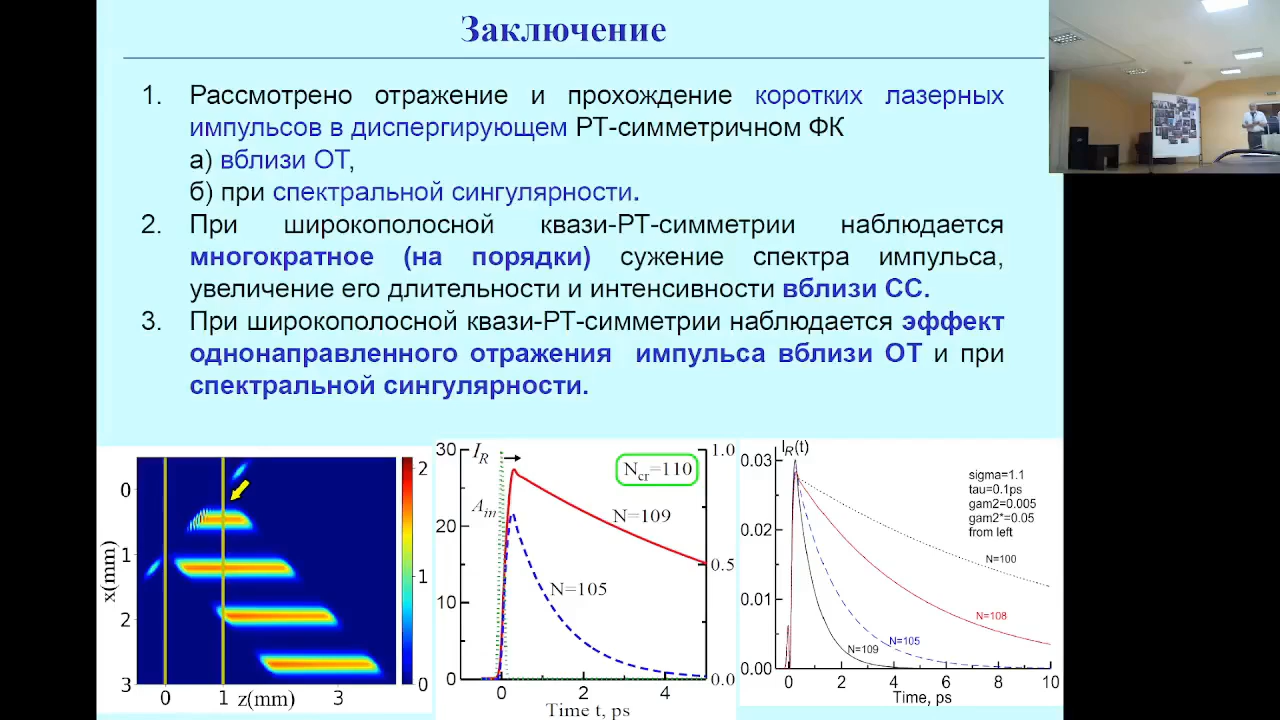 Заключение
1. Рассмотрено отражение и прохождение коротких лазерных
импульсов в диспергирующем РТ-симметричном ФК
а) вблизи ОТ,
б) при спектральной сингулярности.
2. При широкополосной квази-РТ-симметрии наблюдается
многократное (на порядки) сужение спектра импульса,
увеличение его длительности и интенсивности вблизи СС.
3. При широкополосной квази-РТ-симметрии наблюдается эффект
однонаправленного отражения импульса вблизи ОТ и при
спектральной сингулярности.
0
1
2
3
x(mm)
0 1 z(mm) 3
2
1
0
30
20
10
0
I_R
A_in
N_cr=110
N=109
N=105
1.0
0.5
0.0
0 2 4
Time t, ps
I_R(t)
0.03
0.02
0.01
0.00
sigma=1.1
tau=0.1ps
gam2=0.005
gam2*=0.05
from left
N=100
N=108
N=105
N=109
0 2 4 6 8 10
Time, ps